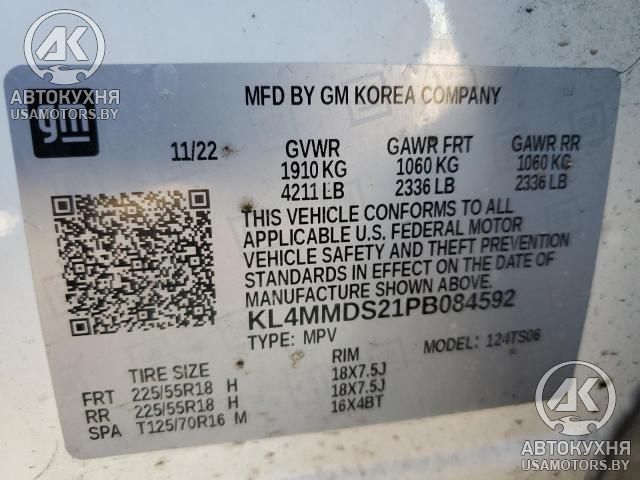 AK
АВТОКУХНЯ
USAMOTORS.BY
gm
MFD BY GM KOREA COMPANY
11/22 GVWR GAWR FRT GAWR RR
1910 KG 1060 KG 1060 KG
4211 LB 2336 LB 2336 LB
THIS VEHICLE CONFORMS TO ALL
APPLICABLE U.S. FEDERAL MOTOR
VEHICLE SAFETY AND THEFT PREVENTION
STANDARDS IN EFFECT ON THE DATE OF
MANUFACTURE SHOWN ABOVE.
KL4MMDS21PB084592
TYPE: MPV MODEL: 124TS06
TIRE SIZE RIM
FRT 225/55R18 H 18X7.5J
RR 225/55R18 H 18X7.5J
SPA T125/70R16 M 16X4BT
AK
АВТОКУХНЯ
USAMOTORS.BY